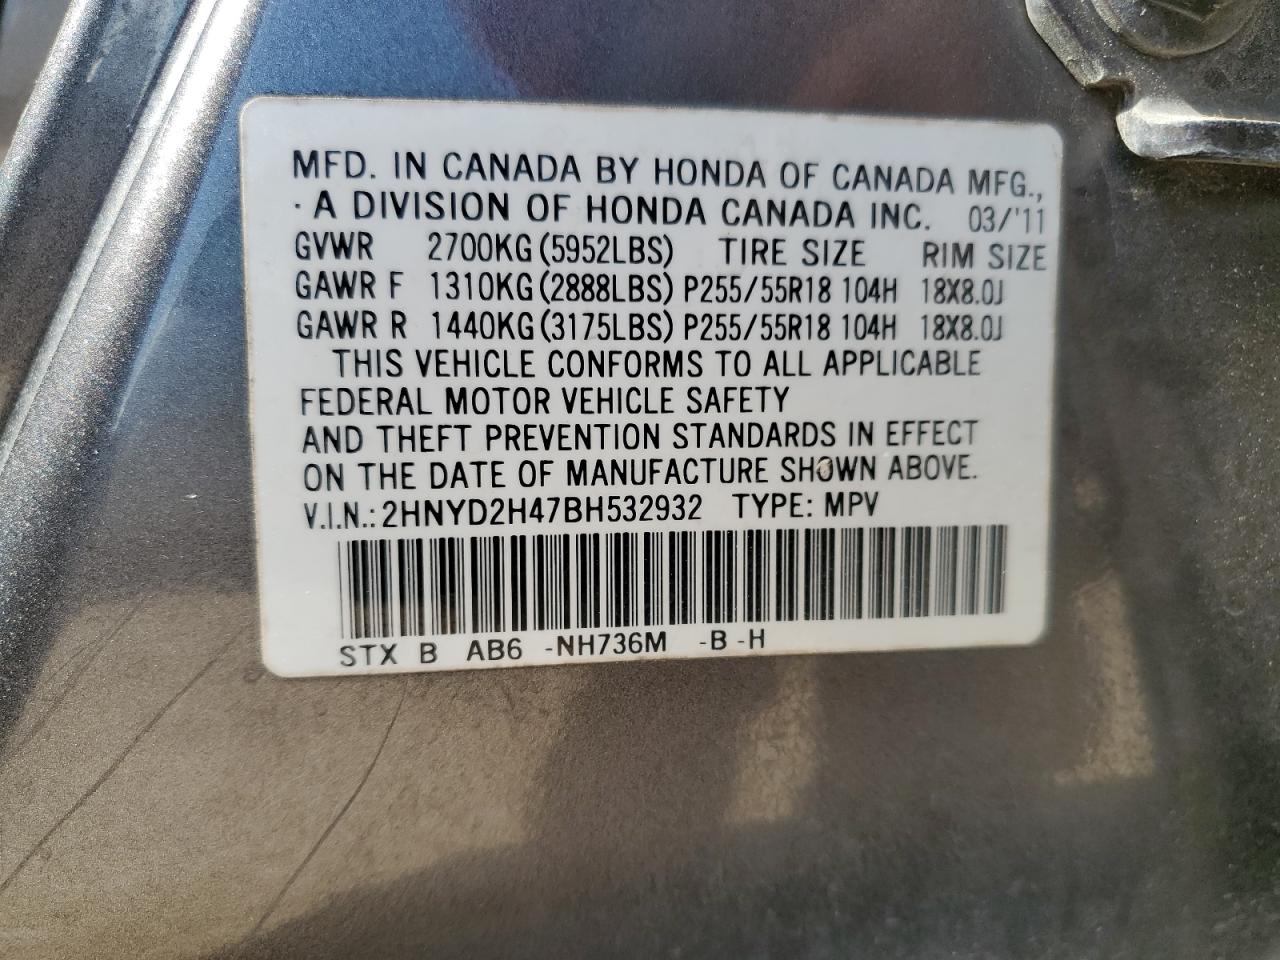 MFD. IN CANADA BY HONDA OF CANADA MFG.,
· A DIVISION OF HONDA CANADA INC. 03/'11
GVWR 2700KG (5952LBS) TIRE SIZE RIM SIZE
GAWR F 1310KG (2888LBS) P255/55R18 104H 18X8.0J
GAWR R 1440KG (3175LBS) P255/55R18 104H 18X8.0J
THIS VEHICLE CONFORMS TO ALL APPLICABLE
FEDERAL MOTOR VEHICLE SAFETY
AND THEFT PREVENTION STANDARDS IN EFFECT
ON THE DATE OF MANUFACTURE SHOWN ABOVE.
V.I.N.: 2HNYD2H47BH532932 TYPE: MPV
STX B AB6 -NH736M -B -H